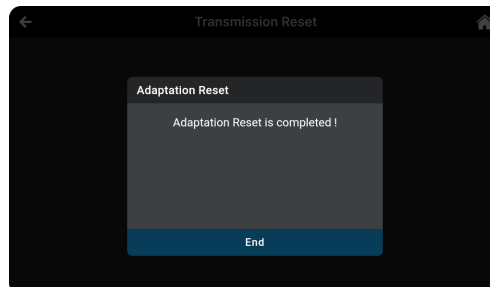 Transmission Reset
Adaptation Reset
Adaptation Reset is completed !
End